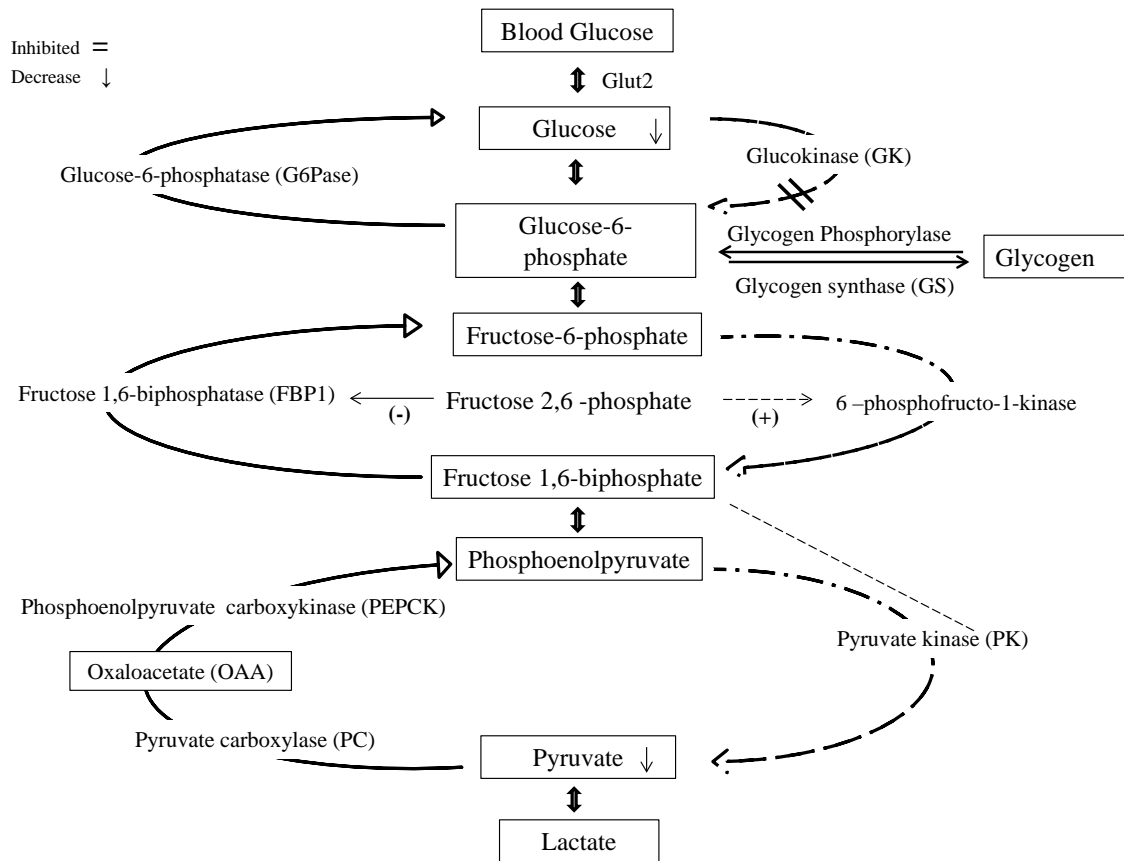 Blood Glucose
Inhibited =
Decrease ↓
Glut2
Glucose ↓
Glucokinase (GK)
Glucose-6-phosphatase (G6Pase)
Glucose-6-
phosphate
Glycogen Phosphorylase
Glycogen
Glycogen synthase (GS)
Fructose-6-phosphate
Fructose 1,6-biphosphatase (FBP1)
(-)
Fructose 2,6 -phosphate
(+)
6 –phosphofructo-1-kinase
Fructose 1,6-biphosphate
Phosphoenolpyruvate
Phosphoenolpyruvate carboxykinase (PEPCK)
Pyruvate kinase (PK)
Oxaloacetate (OAA)
Pyruvate carboxylase (PC)
Pyruvate ↓
Lactate